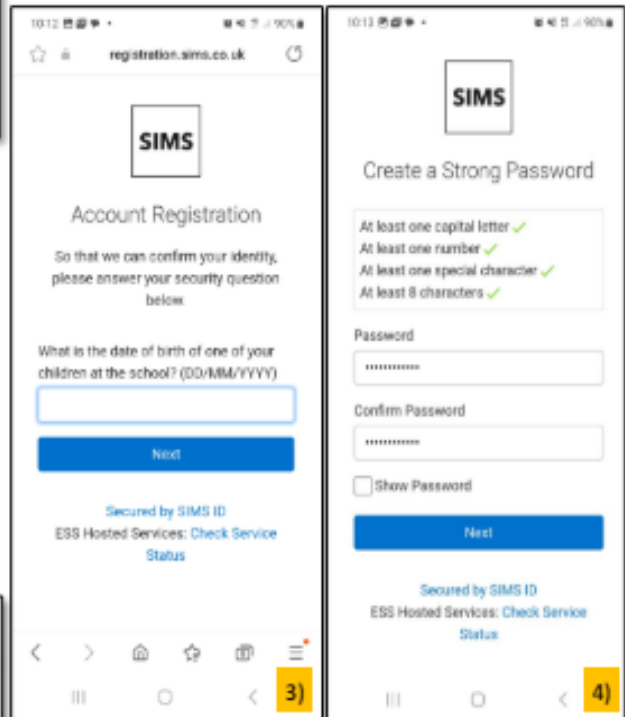 10:12
registration.sims.co.uk
SIMS
Account Registration
So that we can confirm your identity,
please answer your security question
below.
What is the date of birth of one of your
children at the school? (DD/MM/YYYY)
Next
Secured by SIMS ID
ESS Hosted Services: Check Service
Status
3)
10:13
90%
SIMS
Create a Strong Password
At least one capital letter ✓
At least one number ✓
At least one special character ✓
At least 8 characters ✓
Password
••••••••••••
Confirm Password
••••••••••••
Show Password
Next
Secured by SIMS ID
ESS Hosted Services: Check Service
Status
4)